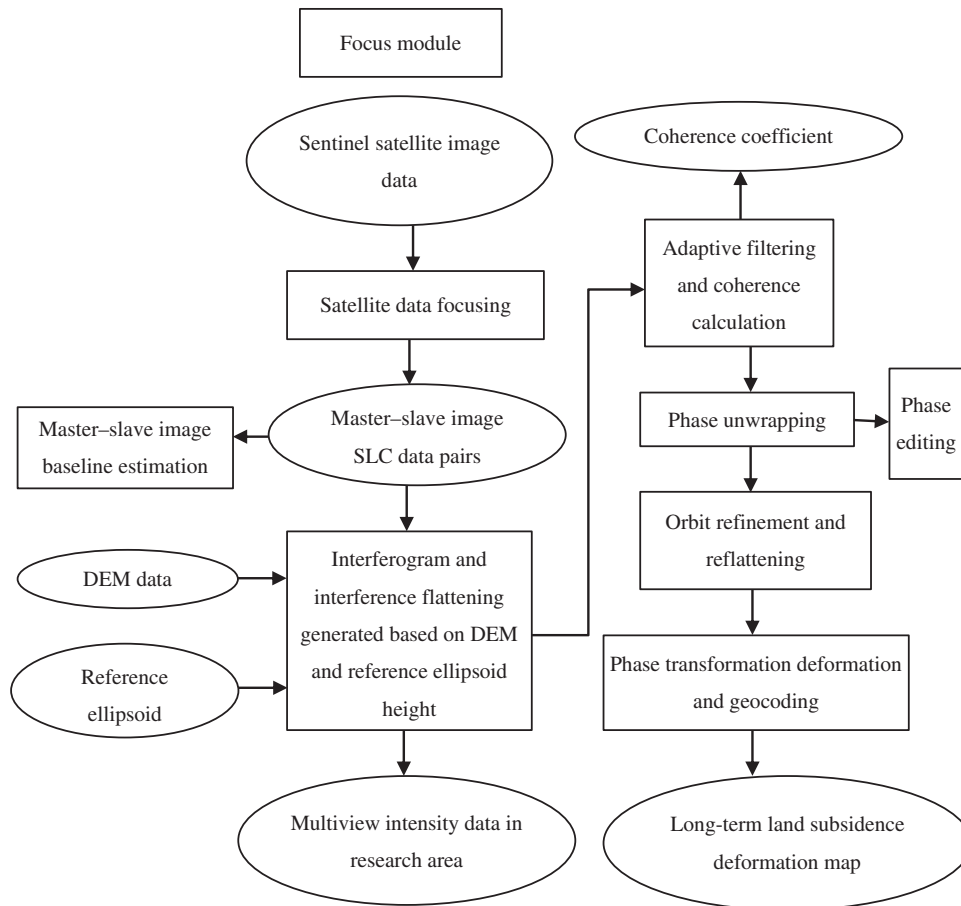 Focus module
Sentinel satellite image
data
Satellite data focusing
Master–slave image
SLC data pairs
Master–slave image
baseline estimation
DEM data
Reference
ellipsoid
Interferogram and
interference flattening
generated based on DEM
and reference ellipsoid
height
Multiview intensity data in
research area
Coherence coefficient
Adaptive filtering
and coherence
calculation
Phase unwrapping
Phase
editing
Orbit refinement and
reflattening
Phase transformation deformation
and geocoding
Long-term land subsidence
deformation map